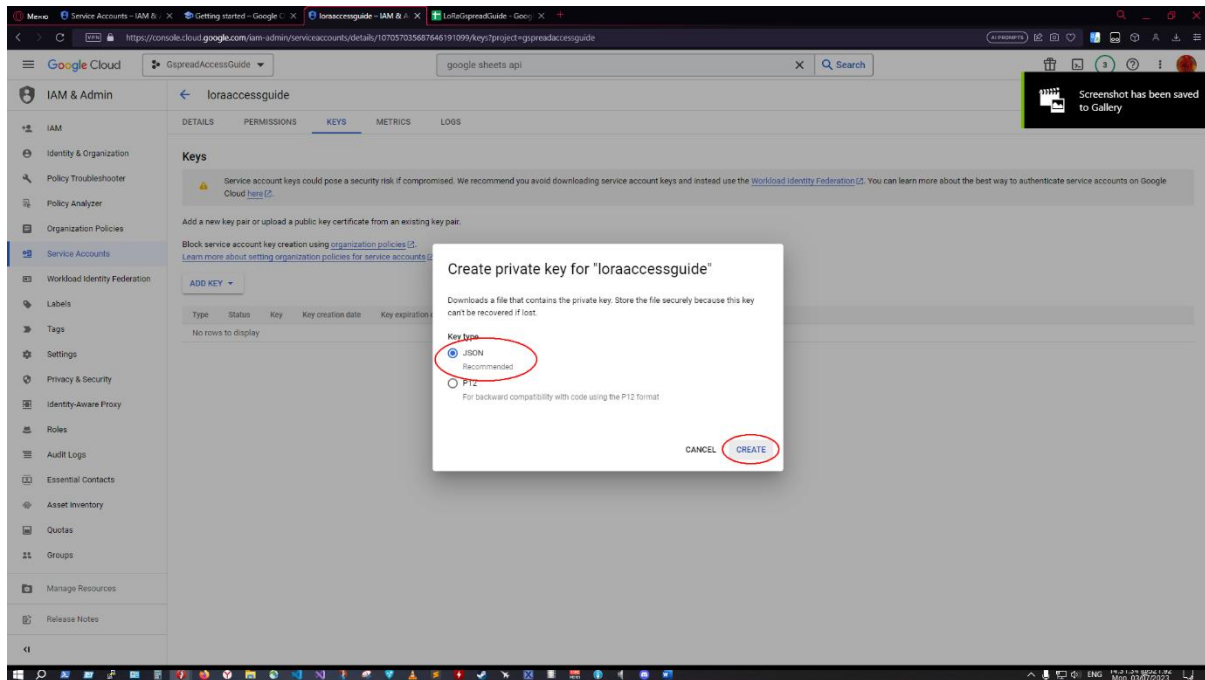 Меню
Service Accounts – IAM & A
Getting started – Google C
loraaccessguide – IAM & A
LoRaGspreadGuide - Goog
VPN
https://console.cloud.google.com/iam-admin/serviceaccounts/details/107057035687646191099/keys?project=gspreadaccessguide
AI PROMPTS
Google Cloud
GspreadAccessGuide
google sheets api
Search
3
Screenshot has been saved
to Gallery
IAM & Admin
loraaccessguide
DETAILS PERMISSIONS KEYS METRICS LOGS
IAM
Identity & Organization
Policy Troubleshooter
Policy Analyzer
Organization Policies
Service Accounts
Workload Identity Federation
Labels
Tags
Settings
Privacy & Security
Identity-Aware Proxy
Roles
Audit Logs
Essential Contacts
Asset Inventory
Quotas
Groups
Manage Resources
Release Notes
Keys
Service account keys could pose a security risk if compromised. We recommend you avoid downloading service account keys and instead use the Workload Identity Federation. You can learn more about the best way to authenticate service accounts on Google
Cloud here.
Add a new key pair or upload a public key certificate from an existing key pair.
Block service account key creation using organization policies.
Learn more about setting organization policies for service accounts
ADD KEY
Type Status Key Key creation date Key expiration
No rows to display
Create private key for "loraaccessguide"
Downloads a file that contains the private key. Store the file securely because this key
can't be recovered if lost.
Key type
JSON
Recommended
P12
For backward compatibility with code using the P12 format
CANCEL CREATE
ENG
Mon 03/07/2023